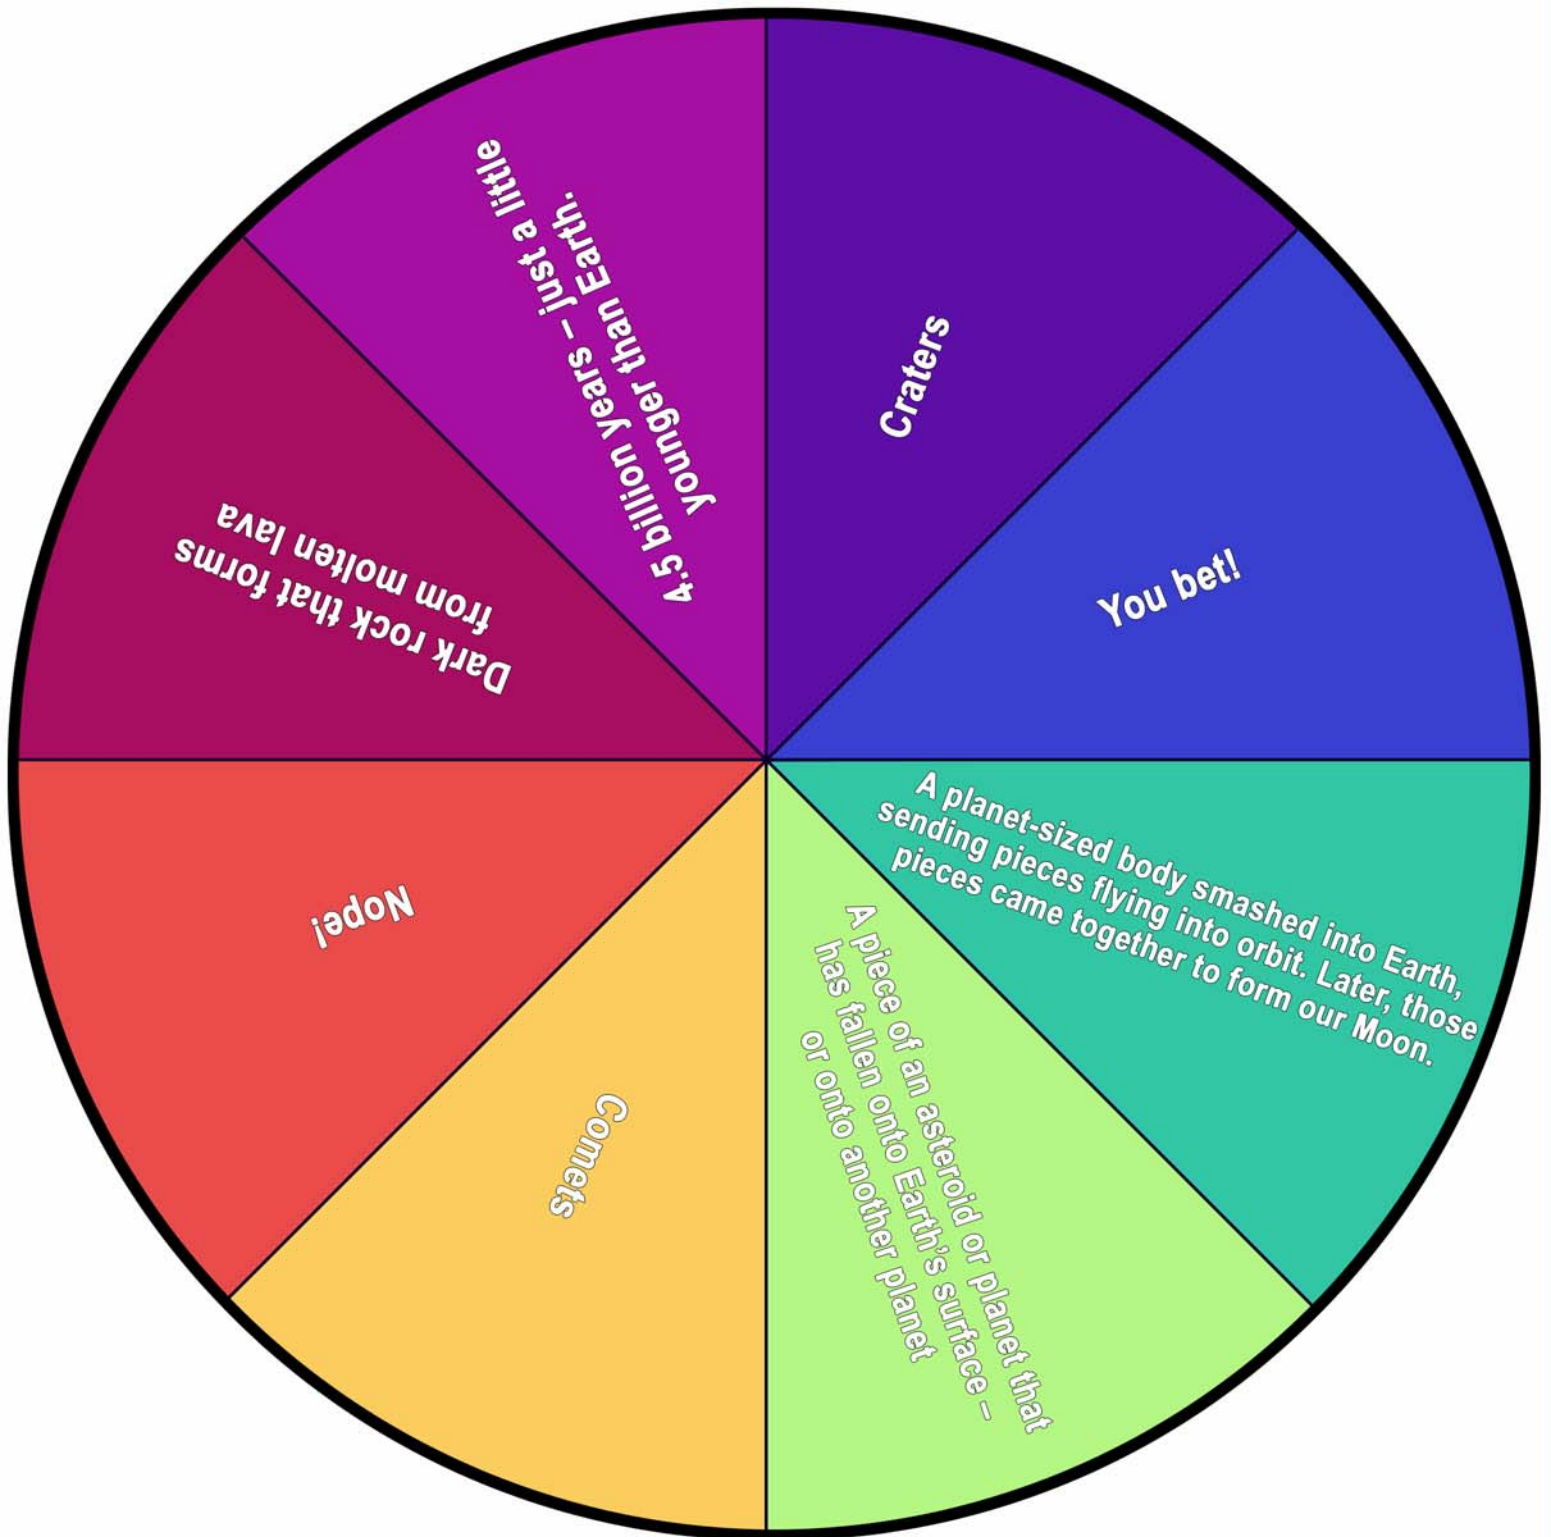 Craters
You bet!
A planet-sized body smashed into Earth,
sending pieces flying into orbit. Later, those
pieces came together to form our Moon.
A piece of an asteroid or planet that
has fallen onto Earth's surface –
or onto another planet
Comets
Nope!
Dark rock that forms
from molten lava
4.5 billion years – just a little
younger than Earth.